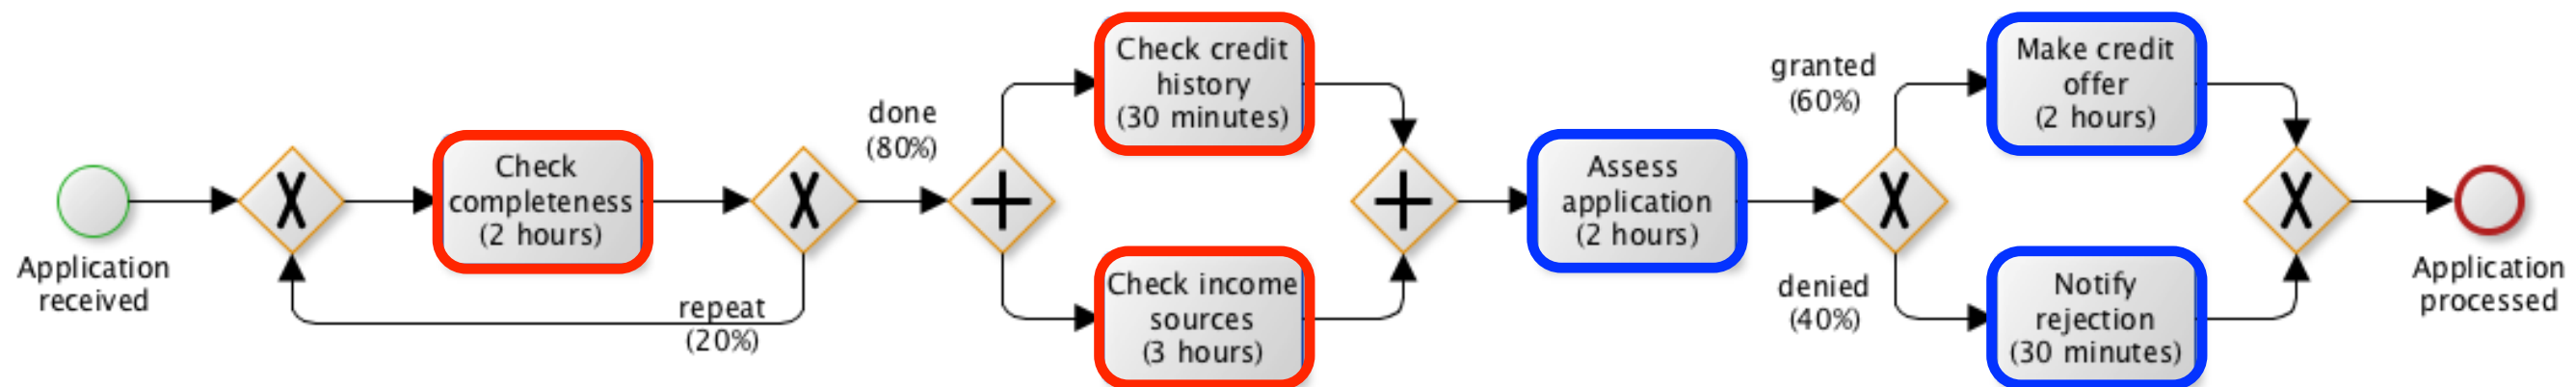 Application
received
Check
completeness
(2 hours)
repeat
(20%)
done
(80%)
Check credit
history
(30 minutes)
Check income
sources
(3 hours)
Assess
application
(2 hours)
granted
(60%)
denied
(40%)
Make credit
offer
(2 hours)
Notify
rejection
(30 minutes)
Application
processed